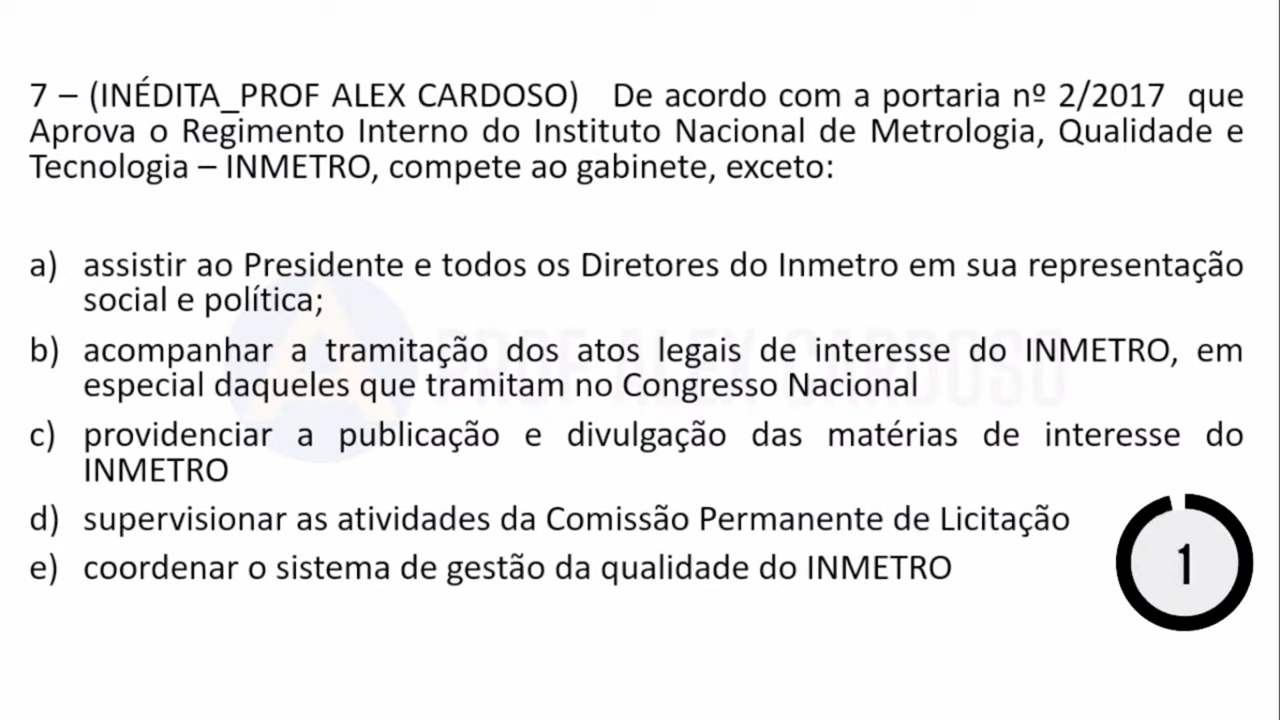 7 – (INÉDITA_PROF ALEX CARDOSO) De acordo com a portaria nº 2/2017 que
Aprova o Regimento Interno do Instituto Nacional de Metrologia, Qualidade e
Tecnologia – INMETRO, compete ao gabinete, exceto:
a) assistir ao Presidente e todos os Diretores do Inmetro em sua representação
social e política;
b) acompanhar a tramitação dos atos legais de interesse do INMETRO, em
especial daqueles que tramitam no Congresso Nacional
PROF ALEX CARDOSO
c) providenciar a publicação e divulgação das matérias de interesse do
INMETRO
d) supervisionar as atividades da Comissão Permanente de Licitação
e) coordenar o sistema de gestão da qualidade do INMETRO
1